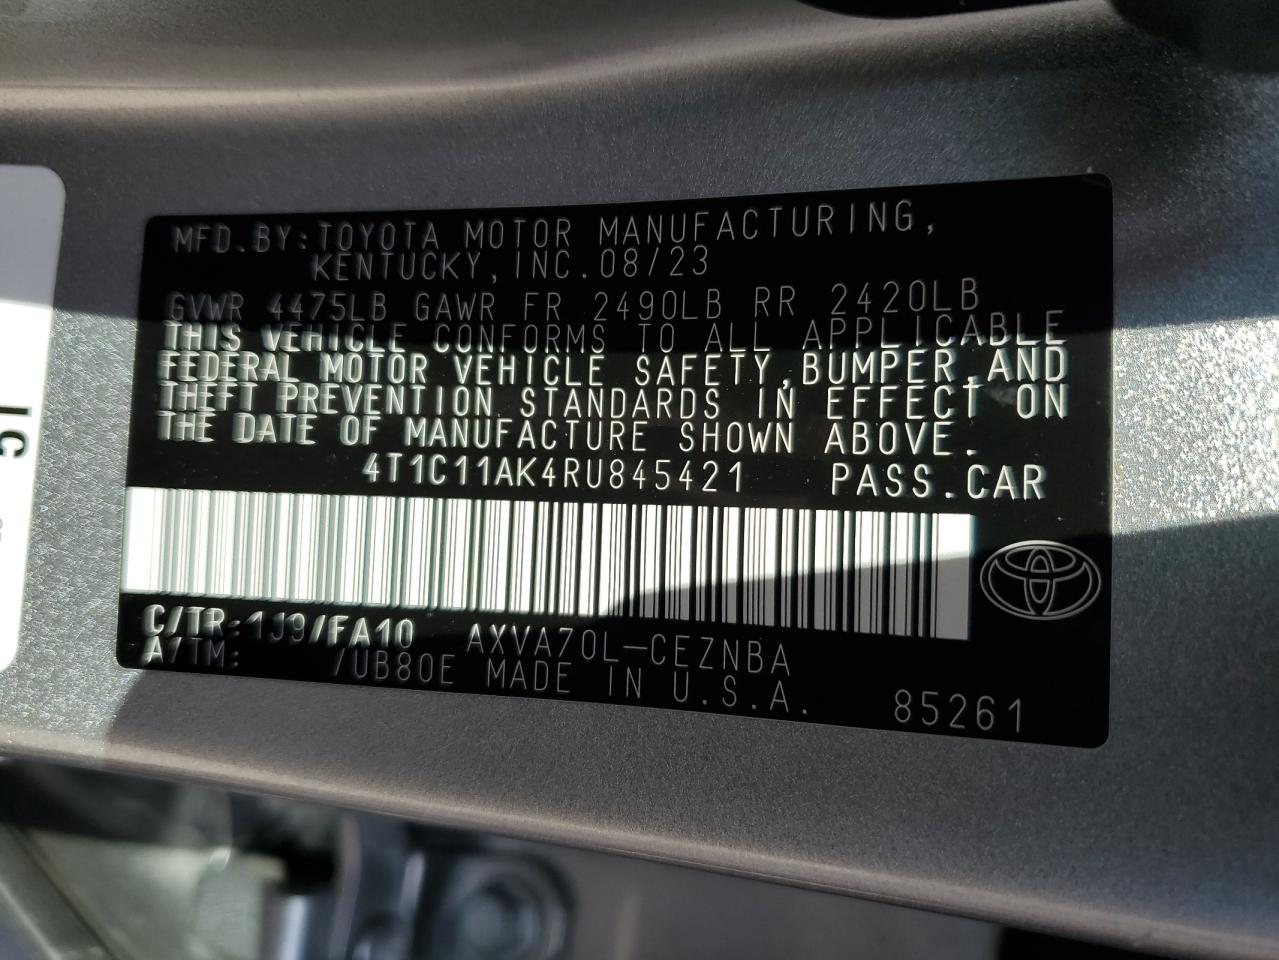 MFD.BY:TOYOTA MOTOR MANUFACTURING,
KENTUCKY,INC.08/23
GVWR 4475LB GAWR FR 2490LB RR 2420LB
THIS VEHICLE CONFORMS TO ALL APPLICABLE
FEDERAL MOTOR VEHICLE SAFETY,BUMPER,AND
THEFT PREVENTION STANDARDS IN EFFECT ON
THE DATE OF MANUFACTURE SHOWN ABOVE.
4T1C11AK4RU845421 PASS.CAR
C/TR:1J9/FA10 AXVA70L-CEZNBA
A/TM: /UB80E MADE IN U.S.A. 85261